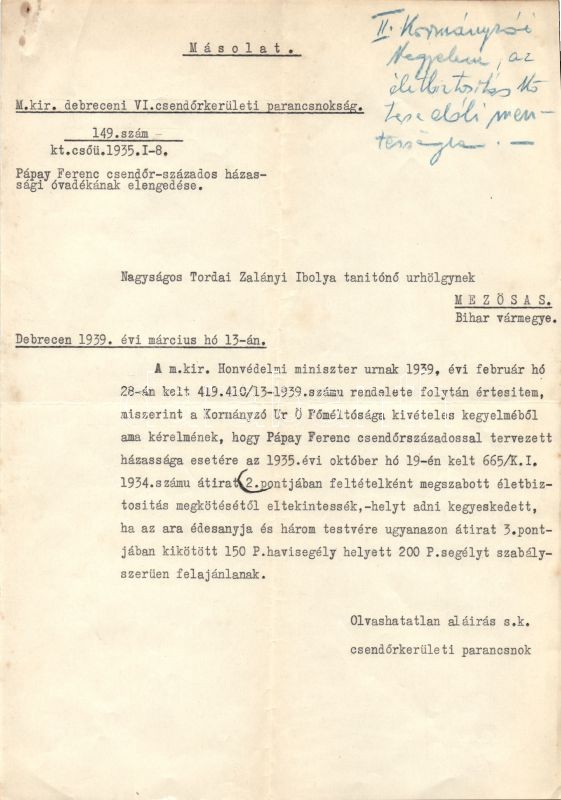 Másolat.
II. Kormányzói
kegyelem, az
életbiztosítás kö
tése alóli men-
tességre. —
M.kir. debreceni VI.csendőrkerületi parancsnokság.
149.szám
kt.csőü.1935.I-8.
Pápay Ferenc csendőr-százados házas-
sági óvadékának elengedése.
Nagyságos Tordai Zalányi Ibolya tanitónő urhölgynek
MEZŐSAS.
Bihar vármegye.
Debrecen 1939. évi március hó 13-án.
A m.kir. Honvédelmi miniszter urnak 1939, évi február hó
28-án kelt 419.410/13-1939.számu rendelete folytán értesitem,
miszerint a Kormányzó Ur Ő Főméltósága kivételes kegyelméből
ama kérelmének, hogy Pápay Ferenc csendőrszázadossal tervezett
házassága esetére az 1935.évi október hó 19-én kelt 665/K.I.
1934.számu átirat 2.pontjában feltételként megszabott életbiz-
tositás megkötésétől eltekintessék,-helyt adni kegyeskedett,
ha az ara édesanyja és három testvére ugyanazon átirat 3.pont-
jában kikötött 150 P.havisegély helyett 200 P.segélyt szabály-
szerüen felajánlanak.
Olvashatatlan aláirás s.k.
csendőrkerületi parancsnok